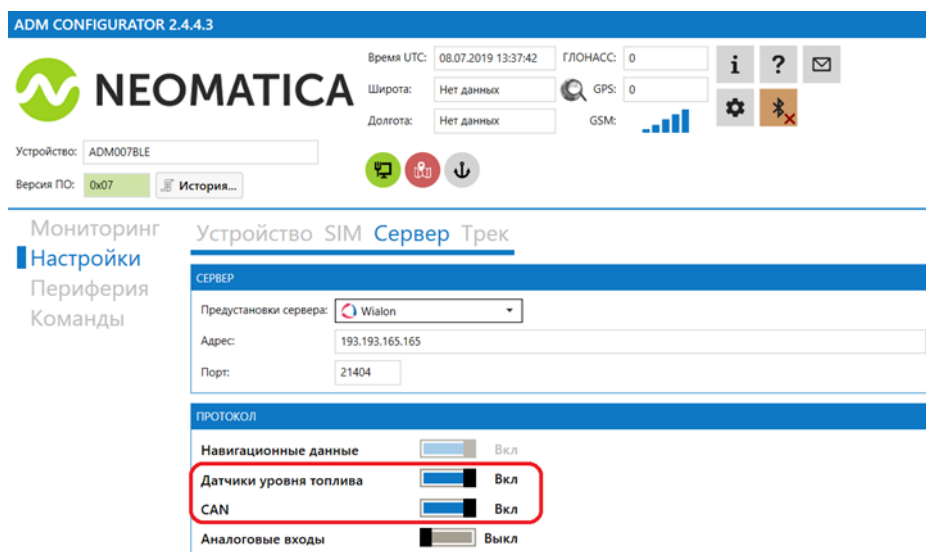 ADM CONFIGURATOR 2.4.4.3
NEOMATICA
Время UTC: 08.07.2019 13:37:42 ГЛОНАСС: 0
Широта: Нет данных GPS: 0
Долгота: Нет данных GSM:
Устройство: ADM007BLE
Версия ПО: 0x07 История...
Мониторинг
Настройки
Периферия
Команды
Устройство SIM Сервер Трек
СЕРВЕР
Предустановки сервера: Wialon
Адрес: 193.193.165.165
Порт: 21404
ПРОТОКОЛ
Навигационные данные Вкл
Датчики уровня топлива Вкл
CAN Вкл
Аналоговые входы Выкл